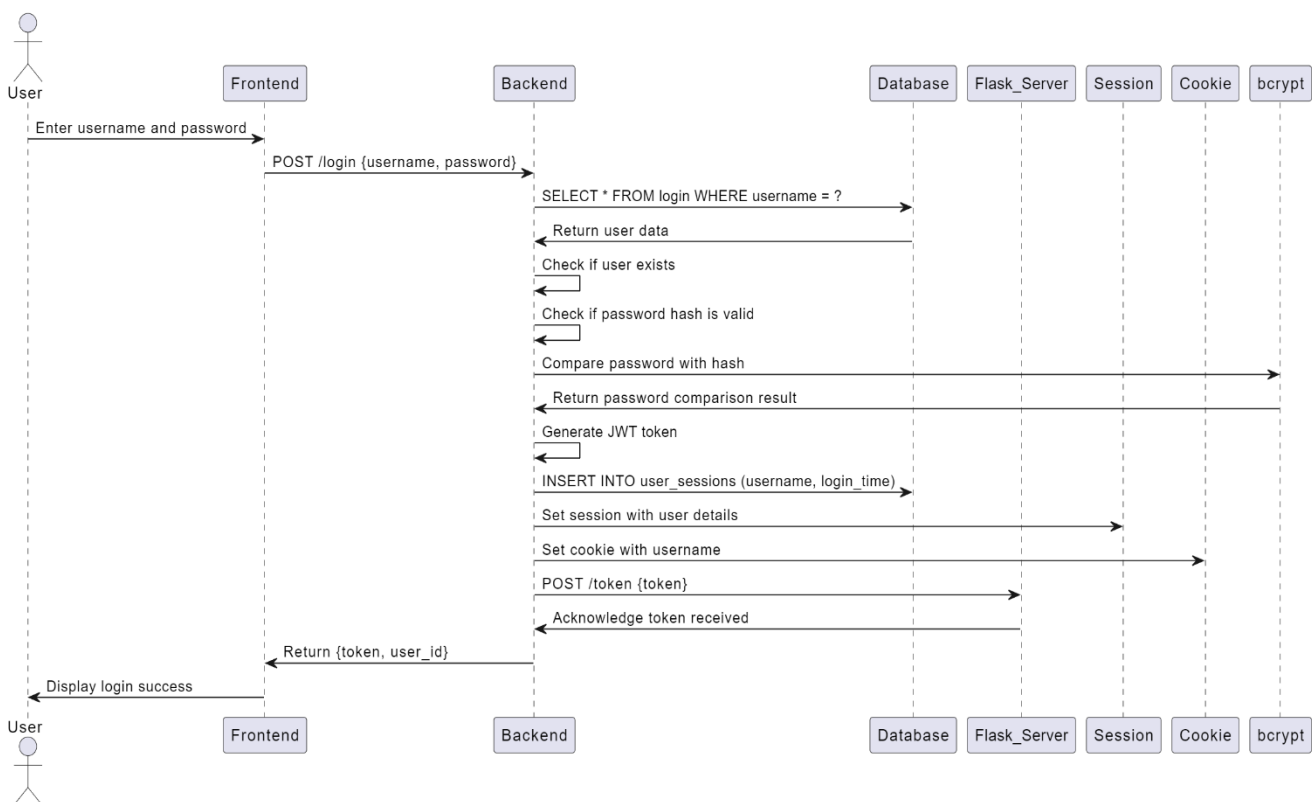 User
Frontend
Backend
Database
Flask_Server
Session
Cookie
bcrypt
Enter username and password
POST /login {username, password}
SELECT * FROM login WHERE username = ?
Return user data
Check if user exists
Check if password hash is valid
Compare password with hash
Return password comparison result
Generate JWT token
INSERT INTO user_sessions (username, login_time)
Set session with user details
Set cookie with username
POST /token {token}
Acknowledge token received
Return {token, user_id}
Display login success
User
Frontend
Backend
Database
Flask_Server
Session
Cookie
bcrypt